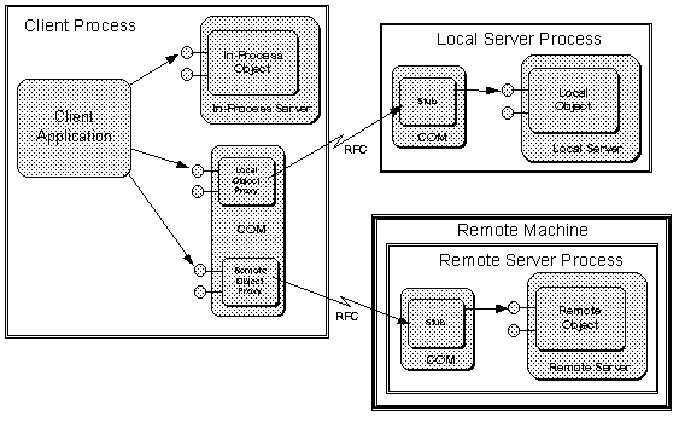 Client Process
In-Process
Object
In-Process Server
Client
Application
Local
Object
Proxy
COM
Remote
Object
Proxy
RPC
RPC
Local Server Process
Stub
COM
Local
Object
Local Server
Remote Machine
Remote Server Process
Stub
COM
Remote
Object
Remote Server